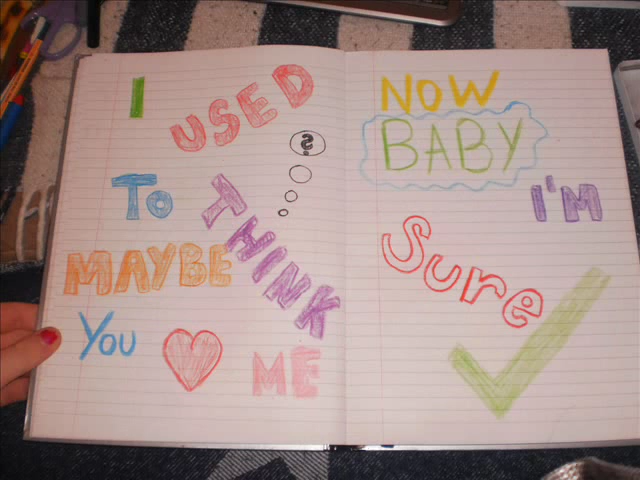 I USED
?
TO THINK
MAYBE
YOU ME
NOW
BABY
I'M
Sure